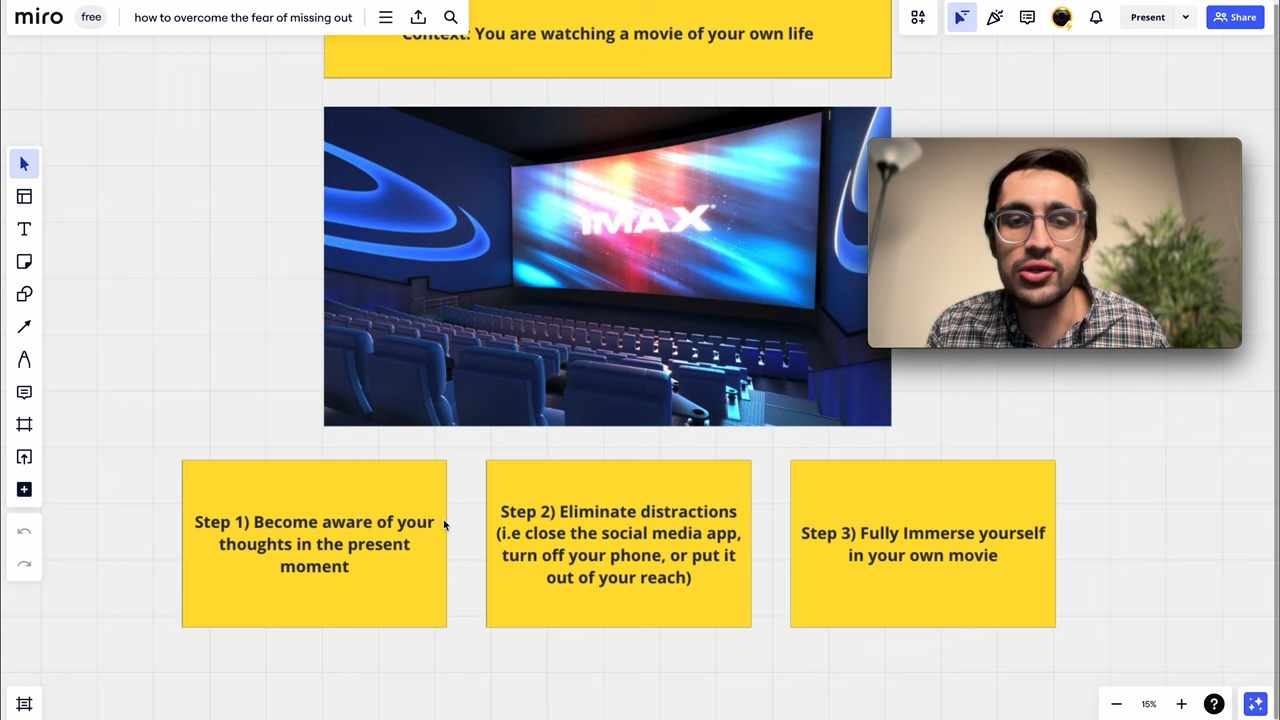 miro free how to overcome the fear of missing out Present Share
Context: You are watching a movie of your own life
IMAX
Step 1) Become aware of your
thoughts in the present
moment
Step 2) Eliminate distractions
(i.e close the social media app,
turn off your phone, or put it
out of your reach)
Step 3) Fully Immerse yourself
in your own movie
15%